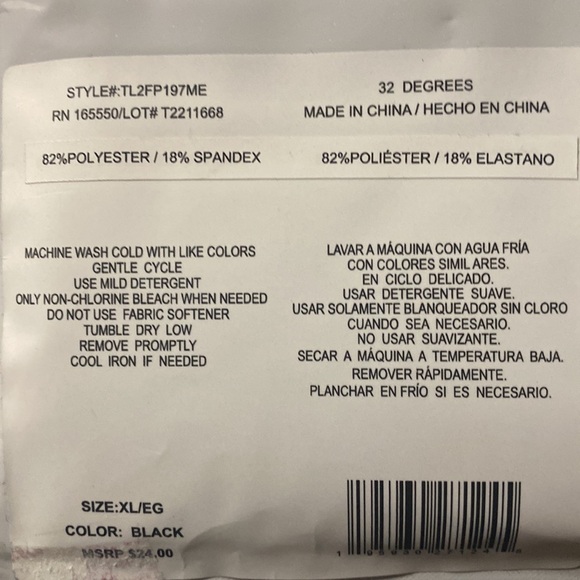 STYLE#:TL2FP197ME
RN 165550/LOT# T2211668
32 DEGREES
MADE IN CHINA / HECHO EN CHINA
82%POLYESTER / 18% SPANDEX
82%POLIÉSTER / 18% ELASTANO
MACHINE WASH COLD WITH LIKE COLORS
GENTLE CYCLE
USE MILD DETERGENT
ONLY NON-CHLORINE BLEACH WHEN NEEDED
DO NOT USE FABRIC SOFTENER
TUMBLE DRY LOW
REMOVE PROMPTLY
COOL IRON IF NEEDED
LAVAR A MÁQUINA CON AGUA FRÍA
CON COLORES SIMILARES.
EN CICLO DELICADO.
USAR DETERGENTE SUAVE.
USAR SOLAMENTE BLANQUEADOR SIN CLORO
CUANDO SEA NECESARIO.
NO USAR SUAVIZANTE.
SECAR A MÁQUINA A TEMPERATURA BAJA.
REMOVER RÁPIDAMENTE.
PLANCHAR EN FRÍO SI ES NECESARIO.
SIZE:XL/EG
COLOR: BLACK
MSRP $24.00